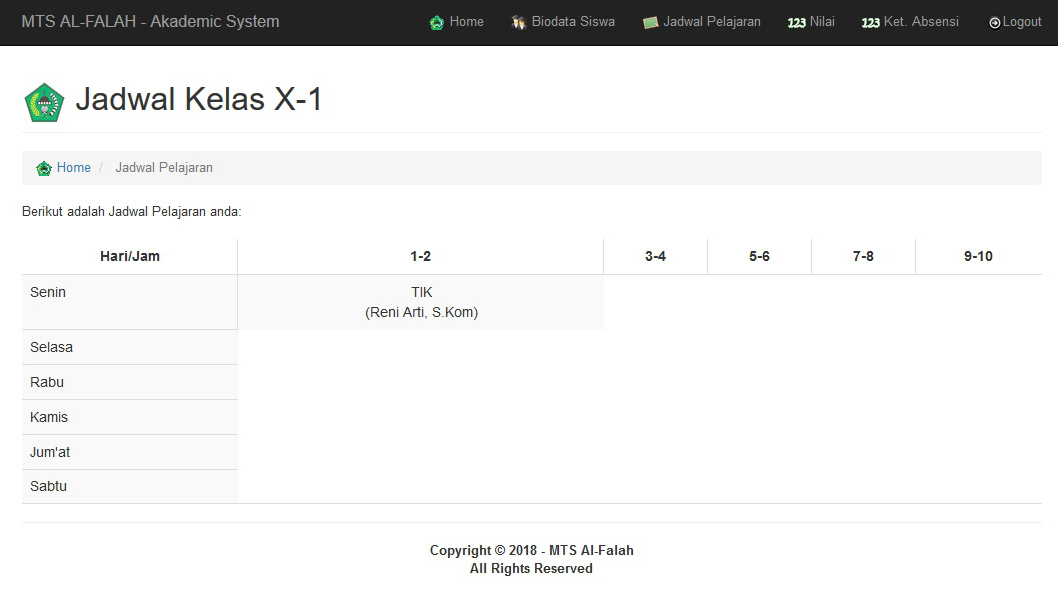 MTS AL-FALAH - Akademic System Home Biodata Siswa Jadwal Pelajaran 123 Nilai 123 Ket. Absensi Logout
Jadwal Kelas X-1
Home / Jadwal Pelajaran
Berikut adalah Jadwal Pelajaran anda:
Hari/Jam 1-2 3-4 5-6 7-8 9-10
Senin TIK
(Reni Arti, S.Kom)
Selasa
Rabu
Kamis
Jum'at
Sabtu
Copyright © 2018 - MTS Al-Falah
All Rights Reserved